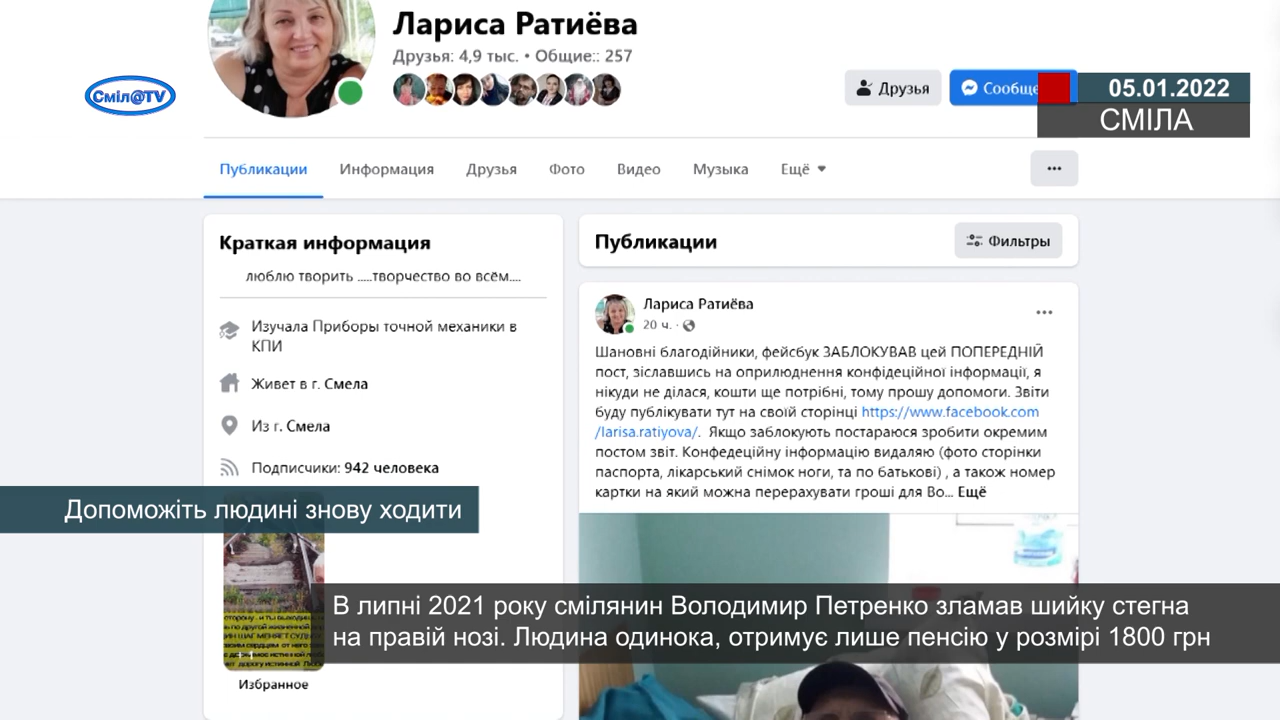 Лариса Ратиёва
Друзья: 4,9 тыс. • Общие:: 257
Друзья
Сообще
Сміл@TV
05.01.2022
СМІЛА
Публикации
Информация
Друзья
Фото
Видео
Музыка
Ещё
Краткая информация
люблю творить .....творчество во всём....
Изучала Приборы точной механики в
КПИ
Живет в г. Смела
Из г. Смела
Подписчики: 942 человека
Избранное
Публикации
Фильтры
Лариса Ратиёва
20 ч. ·
Шановні благодійники, фейсбук ЗАБЛОКУВАВ цей ПОПЕРЕДНІЙ
пост, зіславшись на оприлюднення конфідеційної інформації, я
нікуди не ділася, кошти ще потрібні, тому прошу допомоги. Звіти
буду публікувати тут на своїй сторінці https://www.facebook.com
/larisa.ratiyova/. Якщо заблокують постараюся зробити окремим
постом звіт. Конфедеційну інформацію видаляю (фото сторінки
паспорта, лікарський снімок ноги, та по батькові) , а також номер
картки на який можна перерахувати гроші для Во... Ещё
Допоможіть людині знову ходити
В липні 2021 року смілянин Володимир Петренко зламав шийку стегна
на правій нозі. Людина одинока, отримує лише пенсію у розмірі 1800 грн